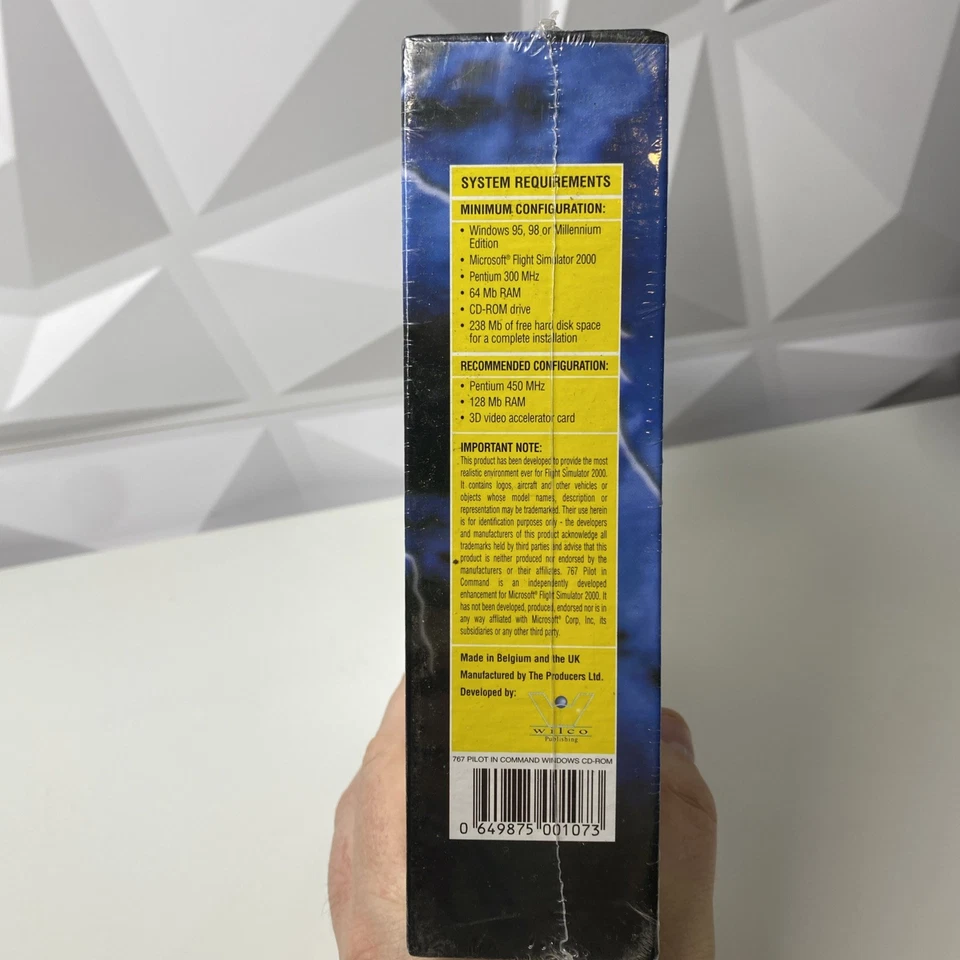 SYSTEM REQUIREMENTS
MINIMUM CONFIGURATION:
• Windows 95, 98 or Millennium
Edition
• Microsoft® Flight Simulator 2000
• Pentium 300 MHz
• 64 Mb RAM
• CD-ROM drive
• 238 Mb of free hard disk space
for a complete installation
RECOMMENDED CONFIGURATION:
• Pentium 450 MHz
• 128 Mb RAM
• 3D video accelerator card
IMPORTANT NOTE:
This product has been developed to provide the most
realistic environment ever for Flight Simulator 2000.
It contains logos, aircraft and other vehicles or
objects whose model names, description or
representation may be trademarked. Their use herein
is for identification purposes only - the developers
and manufacturers of this product acknowledge all
trademarks held by third parties and advise that this
product is neither produced nor endorsed by the
manufacturers or their affiliates. 767 Pilot in
Command is an independently developed
enhancement for Microsoft® Flight Simulator 2000. It
has not been developed, produced, endorsed nor is in
any way affliated with Microsoft® Corp, Inc, its
subsidiaries or any other third party.
Made in Belgium and the UK
Manufactured by The Producers Ltd.
Developed by:
wilco
Publishing
767 PILOT IN COMMAND WINDOWS CD-ROM
0 649875 001073